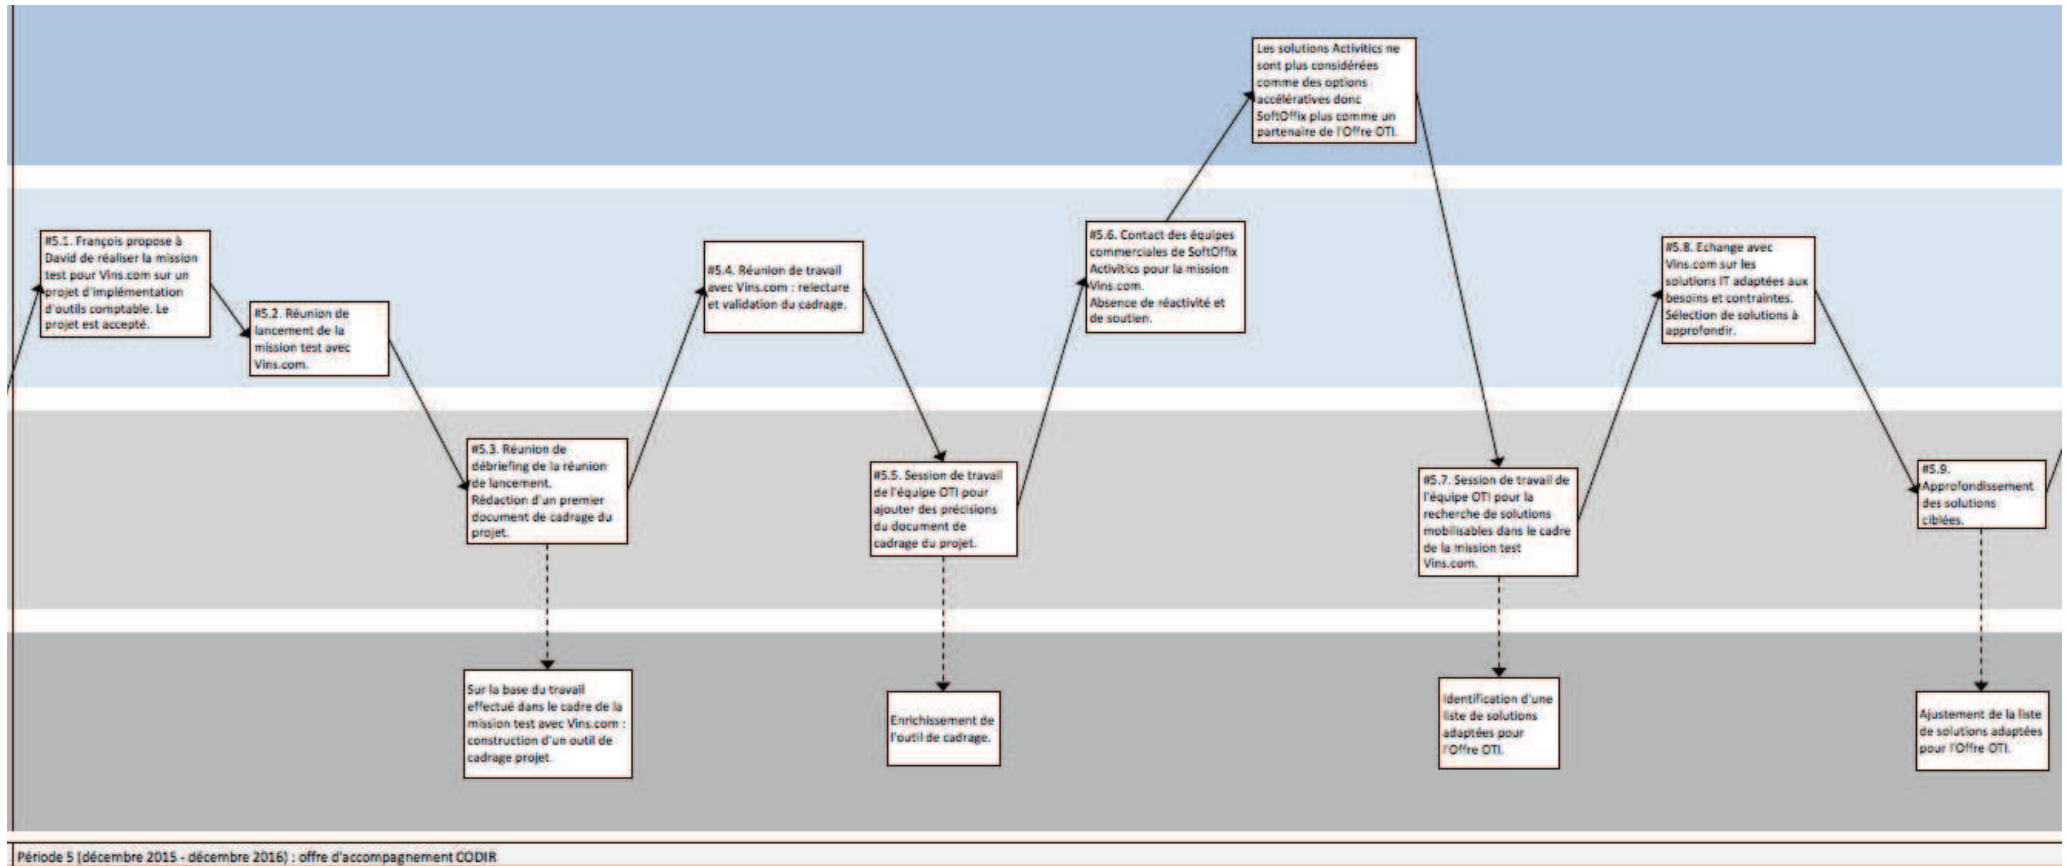 Les solutions Activitics ne
sont plus considérées
comme des options
accélératives donc
SoftOffix plus comme un
partenaire de l'Offre OTI.
#5.1. François propose à
David de réaliser la mission
test pour Vins.com sur un
projet d'implémentation
d'outils comptable. Le
projet est accepté.
#5.2. Réunion de
lancement de la
mission test avec
Vins.com.
#5.3. Réunion de
débriefing de la réunion
de lancement.
Rédaction d'un premier
document de cadrage du
projet.
Sur la base du travail
effectué dans le cadre de la
mission test avec Vins.com :
construction d'un outil de
cadrage projet.
#5.4. Réunion de travail
avec Vins.com : relecture
et validation du cadrage.
#5.5. Session de travail
de l'équipe OTI pour
ajouter des précisions
du document de
cadrage du projet.
Enrichissement de
l'outil de cadrage.
#5.6. Contact des équipes
commerciales de SoftOffix
Activitics pour la mission
Vins.com.
Absence de réactivité et
de soutien.
#5.7. Session de travail de
l'équipe OTI pour la
recherche de solutions
mobilisables dans le cadre
de la mission test
Vins.com.
Identification d'une
liste de solutions
adaptées pour
l'Offre OTI.
#5.8. Echange avec
Vins.com sur les
solutions IT adaptées aux
besoins et contraintes.
Sélection de solutions à
approfondir.
#5.9.
Approfondissement
des solutions
ciblées.
Ajustement de la liste
de solutions adaptées
pour l'Offre OTI.
Période 5 (décembre 2015 - décembre 2016) : offre d'accompagnement CODIR